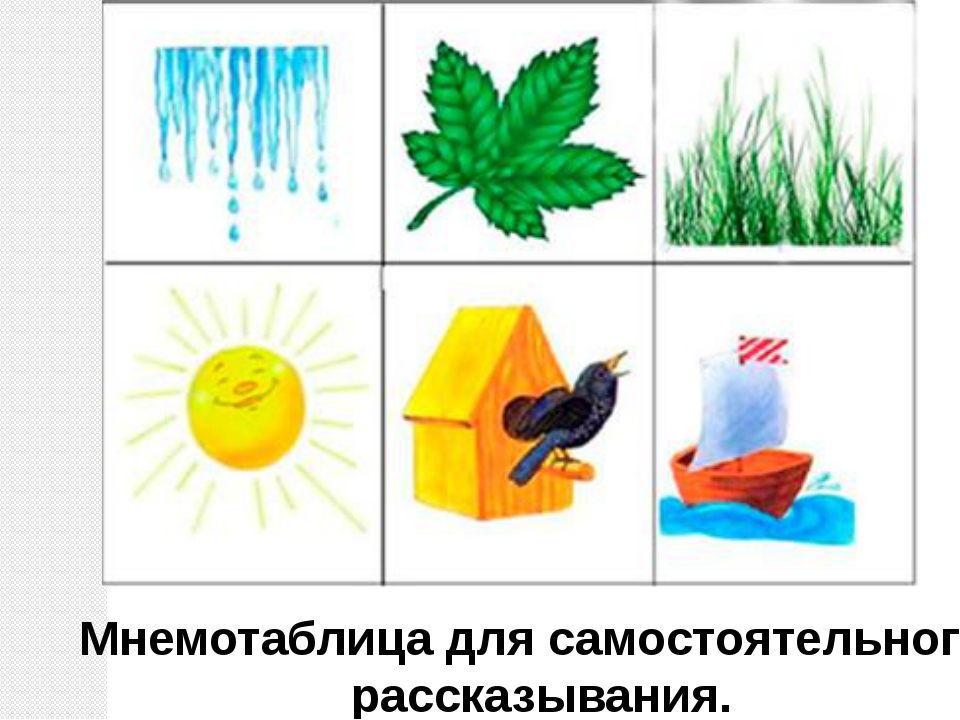 Мнемотаблица для самостоятельног
рассказывания.